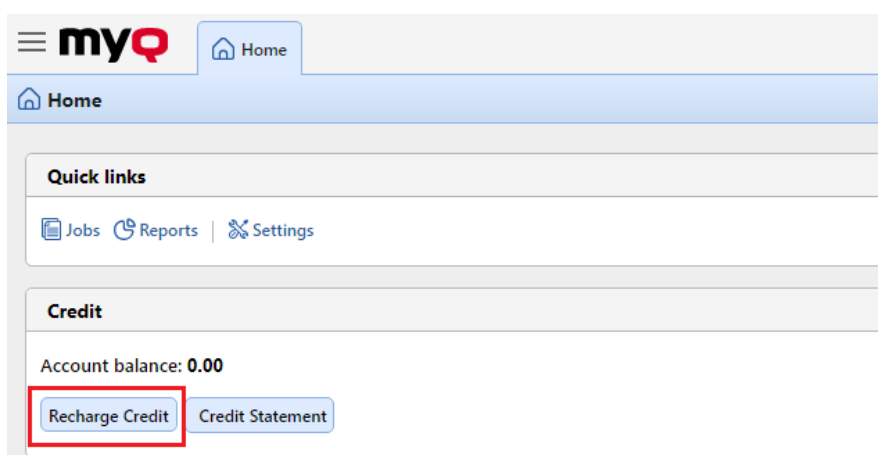 myQ Home
Home
Quick links
Jobs Reports | Settings
Credit
Account balance: 0.00
Recharge Credit Credit Statement